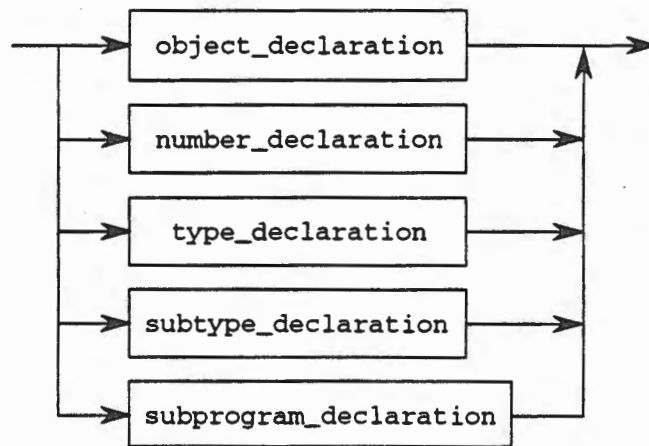 object_declaration
number_declaration
type_declaration
subtype_declaration
subprogram_declaration